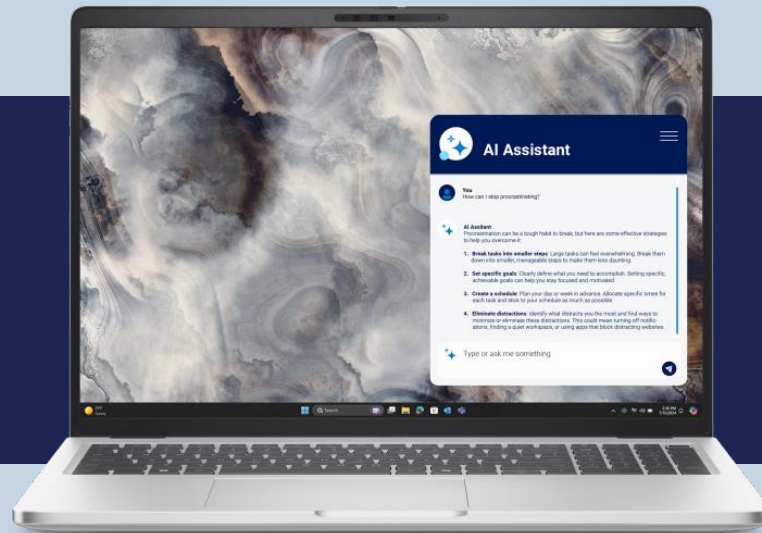 AI Assistant
You
How can I stop procrastinating?
AI Assitant
Procrastination can be a tough habit to break, but here are some effective strategies
to help you overcome it:
1. Break tasks into smaller steps: Large tasks can feel overwhelming. Break them
down into smaller, manageable steps to make them less daunting.
2. Set specific goals: Clearly define what you need to accomplish. Setting specific,
achievable goals can help you stay focused and motivated.
3. Create a schedule: Plan your day or week in advance. Allocate specific times for
each task and stick to your schedule as much as possible.
4. Eliminate distractions: Identify what distracts you the most and find ways to
minimize or eliminate these distractions. This could mean turning off notific-
ations, finding a quiet workspace, or using apps that block distracting websites.
Type or ask me something
Sunny
Search